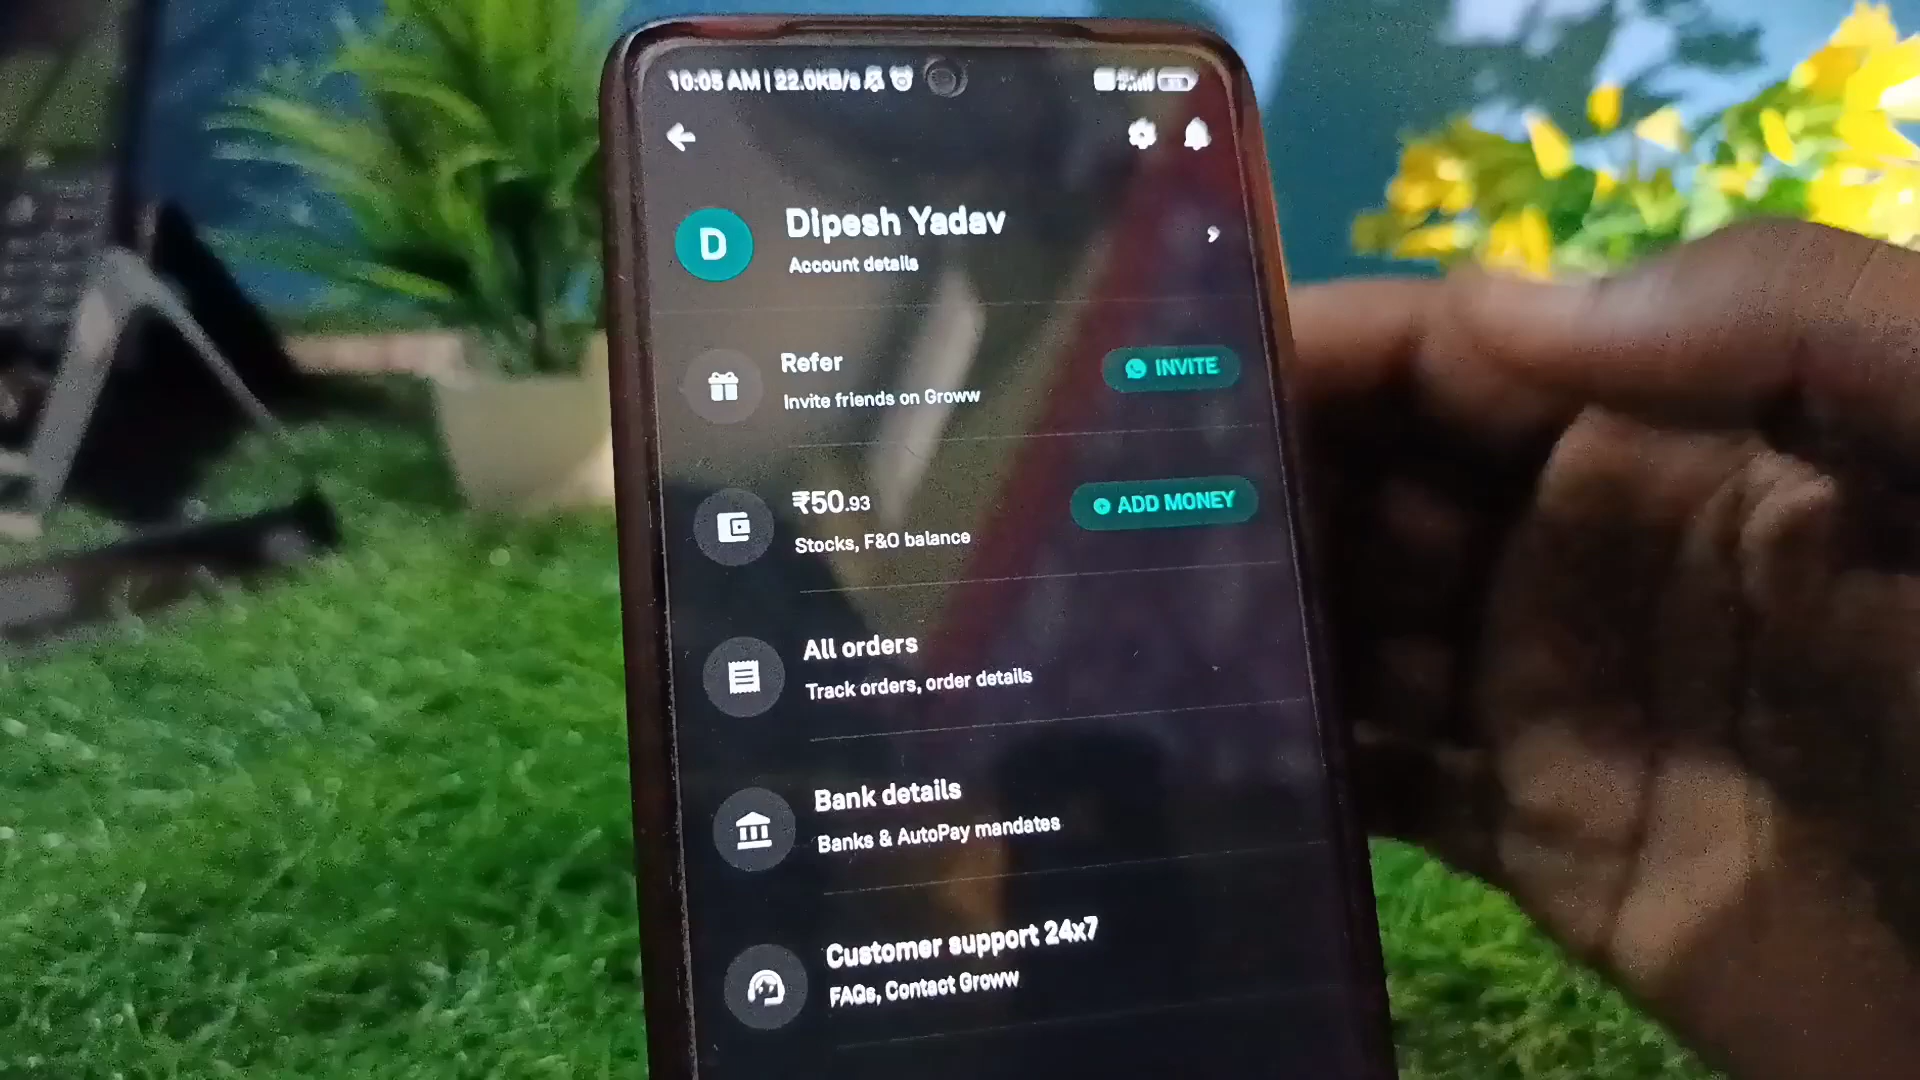 10:05 AM | 22.0KB/s
D
Dipesh Yadav
Account details
Refer
Invite friends on Groww
INVITE
₹50.93
Stocks, F&O balance
ADD MONEY
All orders
Track orders, order details
Bank details
Banks & AutoPay mandates
Customer support 24x7
FAQs, Contact Groww